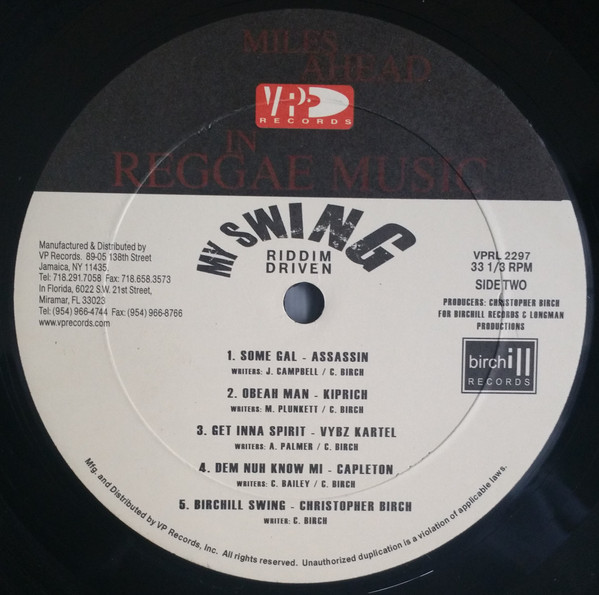 MILES
AHEAD
VP
RECORDS
IN
REGGAE MUSIC
MY SWING
RIDDIM
DRIVEN
Manufactured & Distributed by
VP Records. 89-05 138th Street
Jamaica, NY 11435.
Tel: 718.291.7058 Fax: 718.658.3573
In Florida, 6022 S.W. 21st Street,
Miramar, FL 33023
Tel: (954) 966-4744 Fax (954) 966-8766
www.vprecords.com
VPRL 2297
33 1/3 RPM
SIDE TWO
PRODUCERS: CHRISTOPHER BIRCH
FOR BIRCHILL RECORDS & LONGMAN
PRODUCTIONS
birchill
RECORDS
1. SOME GAL - ASSASSIN
WRITERS: J. CAMPBELL / C. BIRCH
2. OBEAH MAN - KIPRICH
WRITERS: M. PLUNKETT / C. BIRCH
3. GET INNA SPIRIT - VYBZ KARTEL
WRITERS: A. PALMER / C. BIRCH
4. DEM NUH KNOW MI - CAPLETON
WRITERS: C. BAILEY / C. BIRCH
5. BIRCHILL SWING - CHRISTOPHER BIRCH
WRITER: C. BIRCH
Mfg. and Distributed by VP Records, Inc. All rights reserved. Unauthorized duplication is a violation of applicable laws.